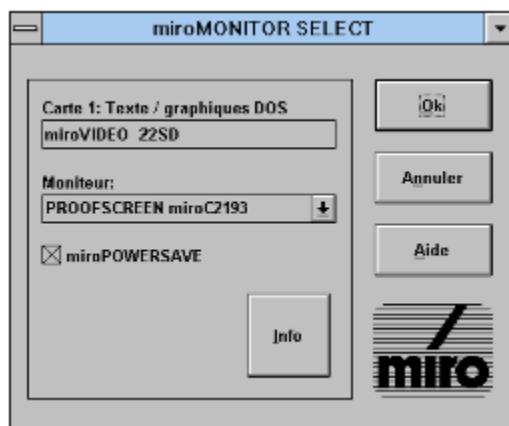 miroMONITOR SELECT
Carte 1: Texte / graphiques DOS
miroVIDEO 22SD
Moniteur:
PROOFSCREEN miroC2193
miroPOWERSAVE
Info
Ok
Annuler
Aide
miro